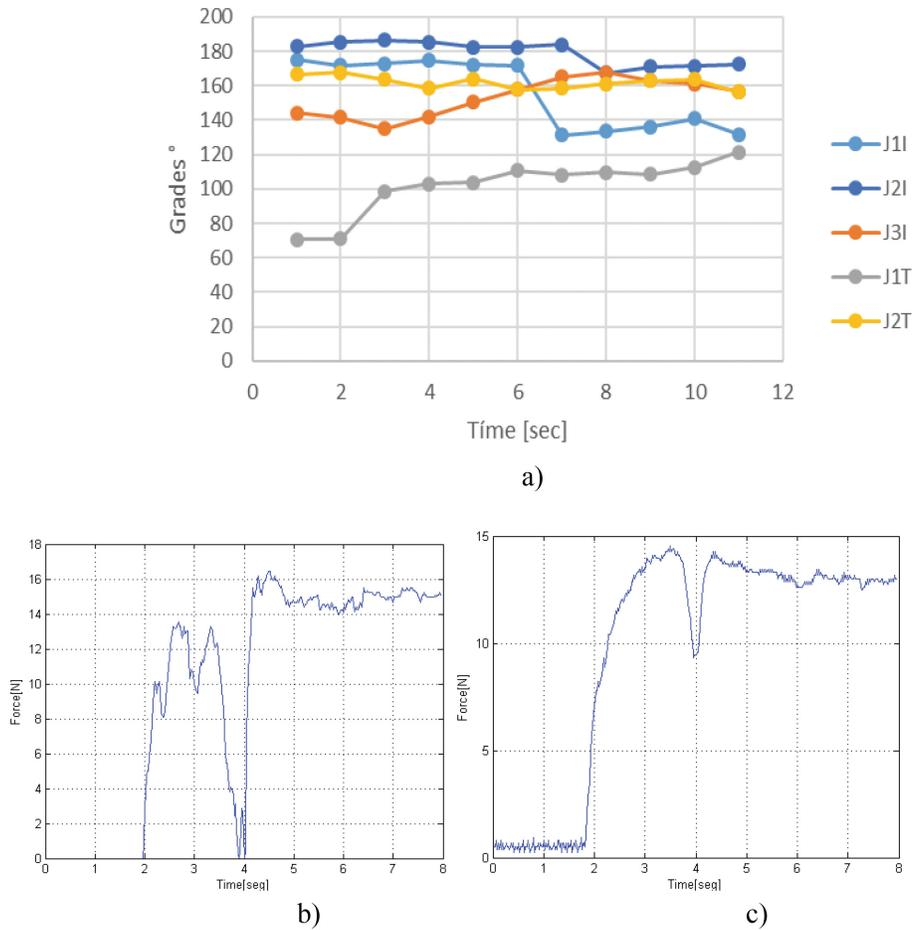 200
180
160
140
120
100
80
60
40
20
0
Grades °
0 2 4 6 8 10 12
Tíme [sec]
J1I
J2I
J3I
J1T
J2T
a)
18
16
14
12
10
8
6
4
2
0
Force[N]
0 1 2 3 4 5 6 7 8
Time[seg]
b)
15
10
5
0
Force[N]
0 1 2 3 4 5 6 7 8
Time[seg]
c)